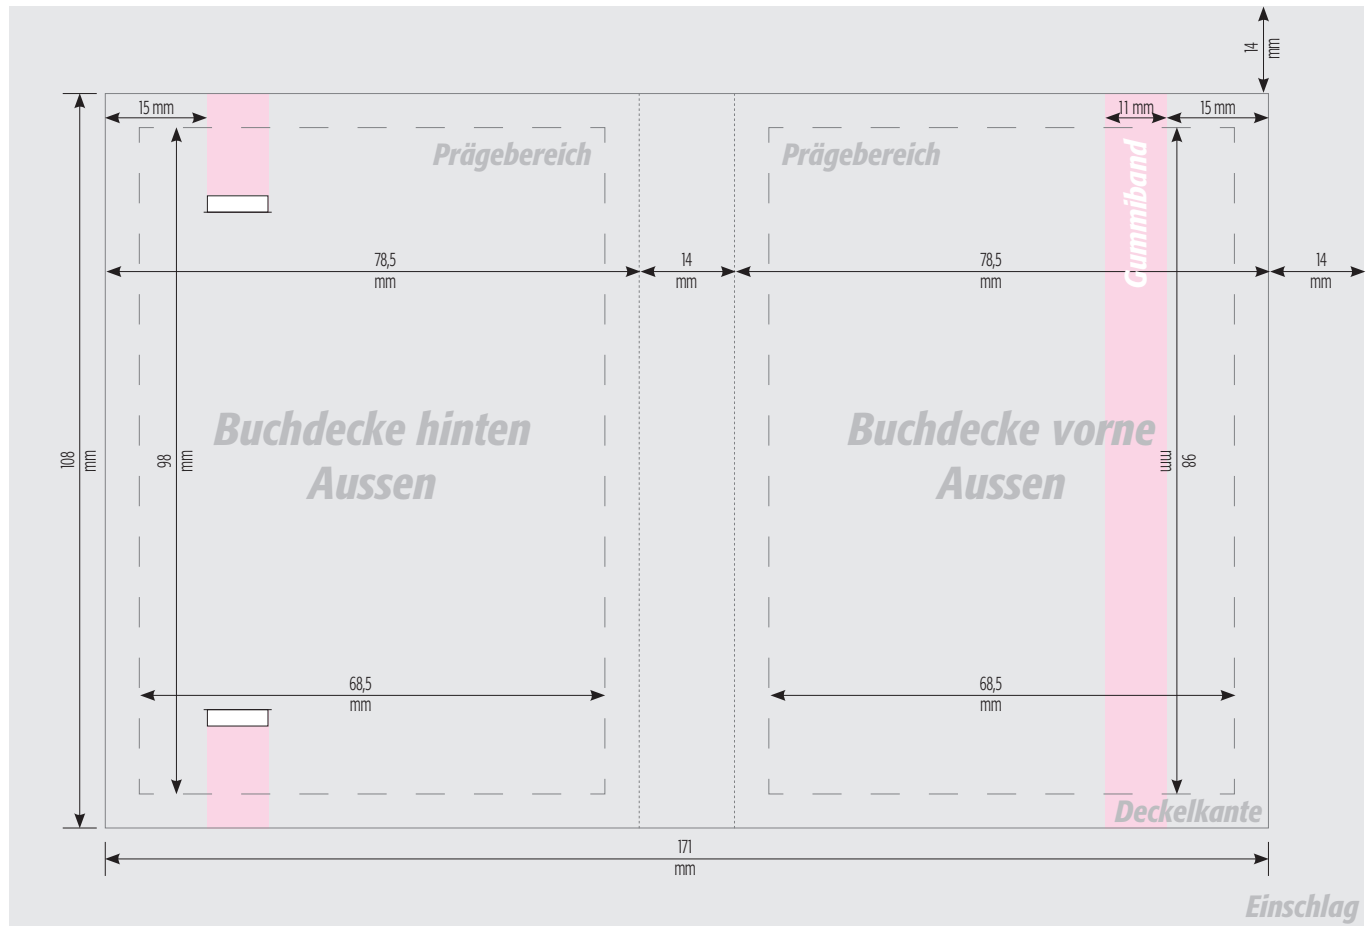 14
mm
15 mm
11 mm
15 mm
Prägebereich
Prägebereich
Gummiband
78,5
mm
14
mm
78,5
mm
14
mm
Buchdecke hinten
Aussen
Buchdecke vorne
Aussen
108
mm
98
mm
98
mm
68,5
mm
68,5
mm
Deckelkante
171
mm
Einschlag